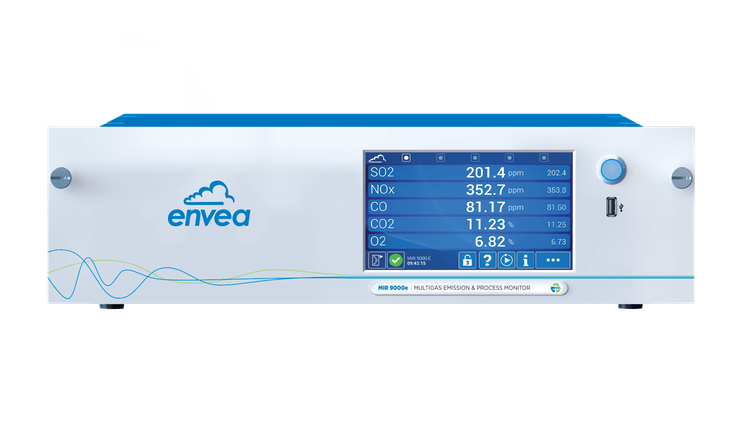 envea
SO2 201.4 ppm 202.4
NOx 352.7 ppm 353.8
CO 81.17 ppm 81.50
CO2 11.23 % 11.25
O2 6.82 % 6.73
MIR 9000 E
09:43:15
3 ? i •••
MIR 9000e | MULTIGAS EMISSION & PROCESS MONITOR